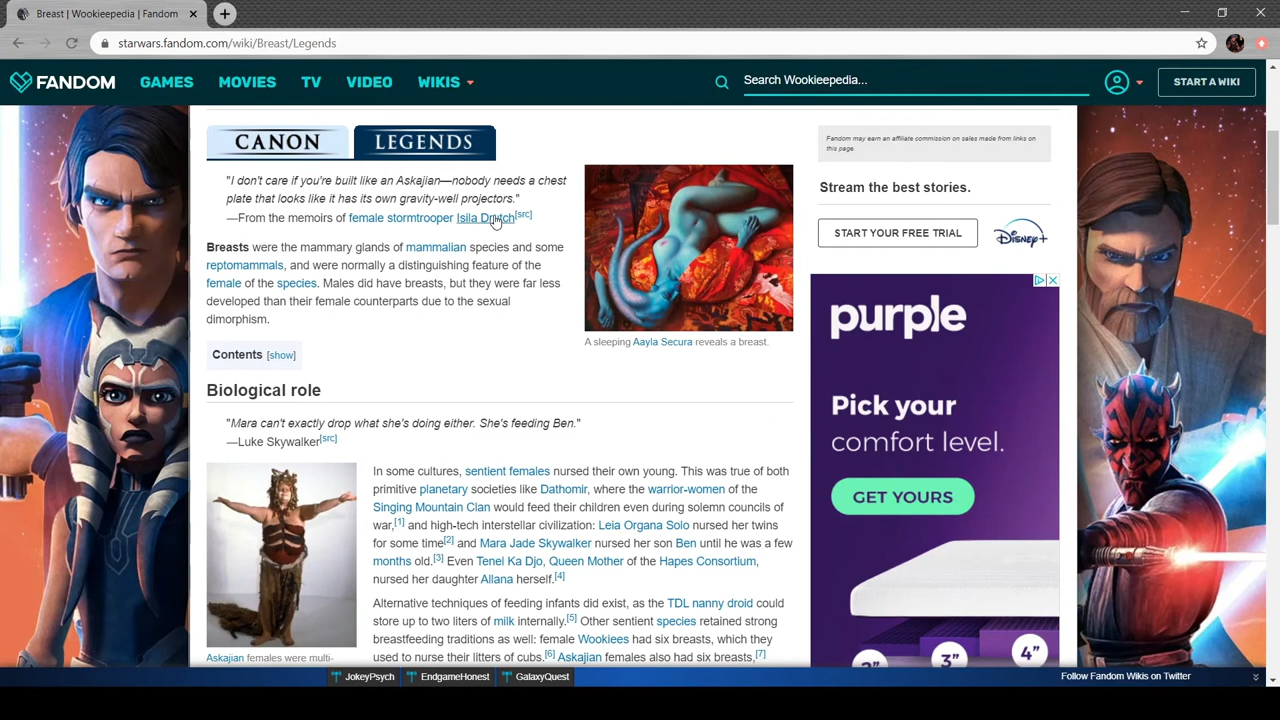 Breast | Wookieepedia | Fandom
starwars.fandom.com/wiki/Breast/Legends
FANDOM
GAMES
MOVIES
TV
VIDEO
WIKIS
Search Wookieepedia...
START A WIKI
CANON
LEGENDS
"I don't care if you're built like an Askajian—nobody needs a chest
plate that looks like it has its own gravity-well projectors."
—From the memoirs of female stormtrooper Isila Drutch[src]
Breasts were the mammary glands of mammalian species and some
reptomammals, and were normally a distinguishing feature of the
female of the species. Males did have breasts, but they were far less
developed than their female counterparts due to the sexual
dimorphism.
A sleeping Aayla Secura reveals a breast.
Contents [show]
Biological role
"Mara can't exactly drop what she's doing either. She's feeding Ben."
—Luke Skywalker[src]
In some cultures, sentient females nursed their own young. This was true of both
primitive planetary societies like Dathomir, where the warrior-women of the
Singing Mountain Clan would feed their children even during solemn councils of
war,[1] and high-tech interstellar civilization: Leia Organa Solo nursed her twins
for some time[2] and Mara Jade Skywalker nursed her son Ben until he was a few
months old.[3] Even Tenel Ka Djo, Queen Mother of the Hapes Consortium,
nursed her daughter Allana herself.[4]
Alternative techniques of feeding infants did exist, as the TDL nanny droid could
store up to two liters of milk internally.[5] Other sentient species retained strong
breastfeeding traditions as well: female Wookiees had six breasts, which they
used to nurse their litters of cubs.[6] Askajian females also had six breasts,[7]
Askajian females were multi-
Fandom may earn an affiliate commission on sales made from links on
this page.
Stream the best stories.
START YOUR FREE TRIAL
Disney+
purple
Pick your
comfort level.
GET YOURS
2"
3"
4"
JokeyPsych
EndgameHonest
GalaxyQuest
Follow Fandom Wikis on Twitter